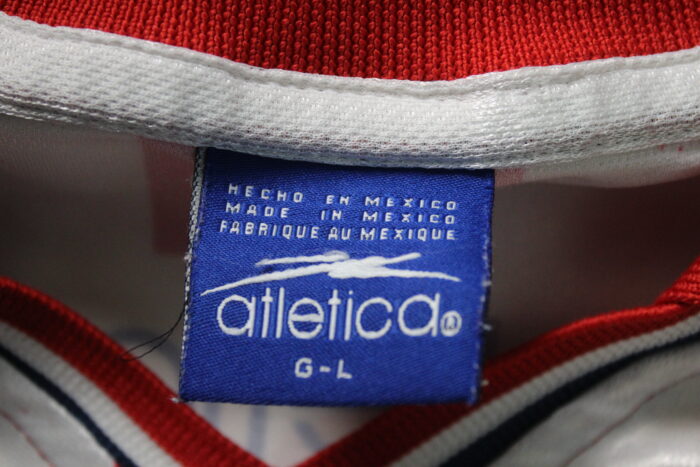 HECHO EN MEXICO
MADE IN MEXICO
FABRIQUE AU MEXIQUE
atletica®
G-L